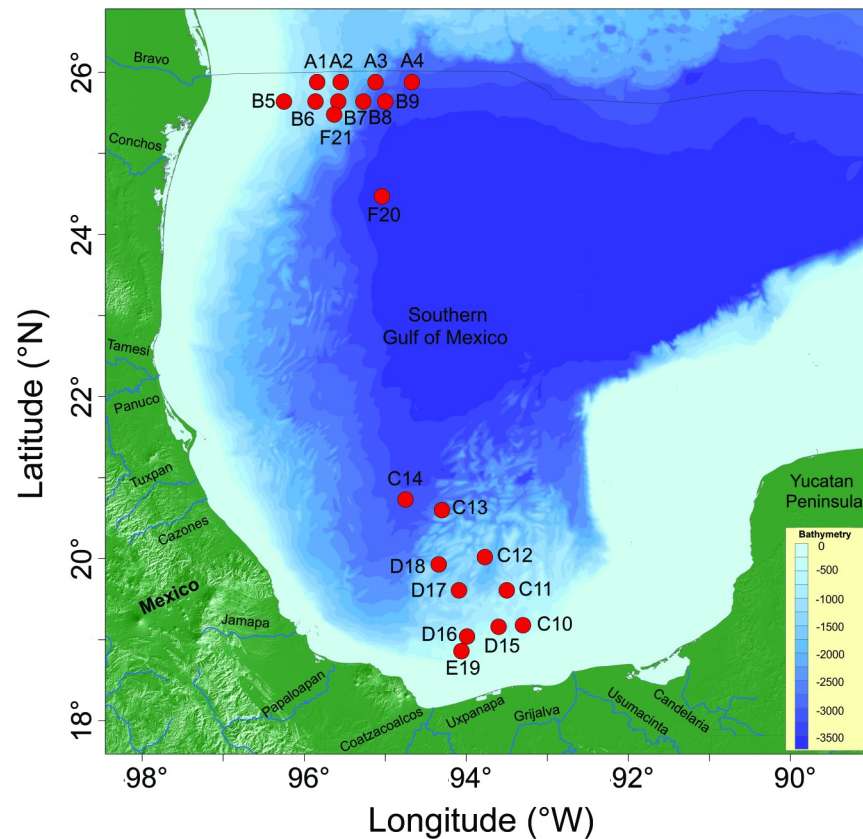 26°
24°
22°
20°
18°
Latitude (°N)
.98°
96°
94°
92°
90°
Longitude (°W)
Bravo
Conchos
Tamesi
Panuco
Tuxpan
Cazones
Mexico
Jamapa
Papaloapan
Coatzacoalcos
Uxpanapa
Grijalva
Usumacinta
Candelaria
A1 A2 A3 A4
B5 B6 B7 B8 B9
F21
F20
Southern
Gulf of Mexico
C14
C13
C12
D18
D17
C11
C10
D16
D15
E19
Yucatan
Peninsula
Bathymetry
0
-500
-1000
-1500
-2000
-2500
-3000
-3500